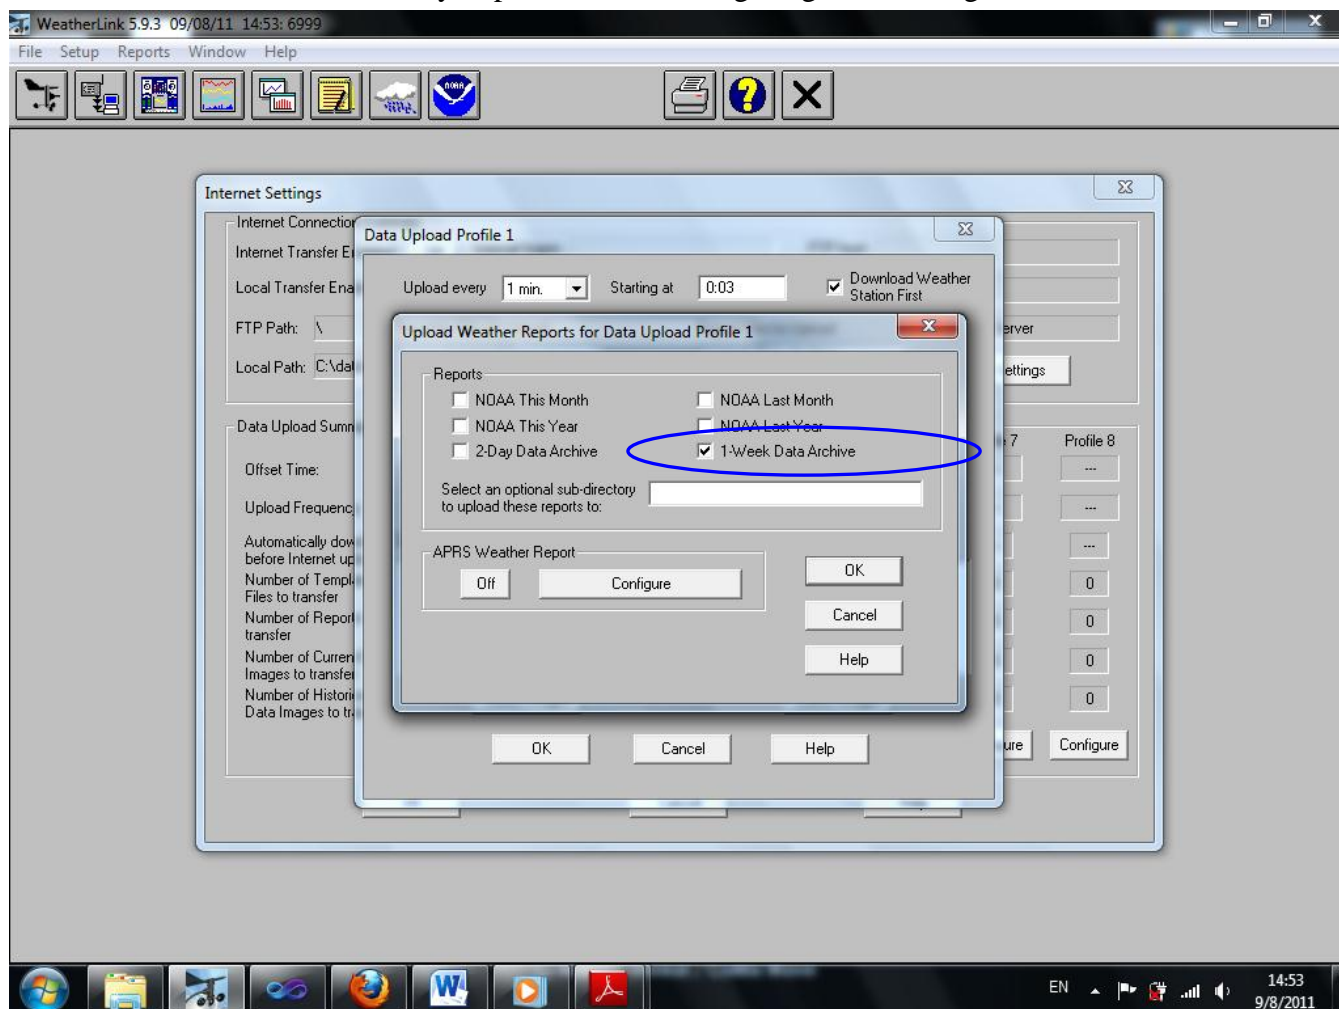 WeatherLink 5.9.3 09/08/11 14:53: 6999
File Setup Reports Window Help
NOAA
Internet Settings
Internet Connection
Data Upload Profile 1
Internet Transfer
Local Transfer Ena
Upload every 1 min. Starting at 0:03 Download Weather
Station First
FTP Path: \
Upload Weather Reports for Data Upload Profile 1
erver
Local Path: C:\dat
ettings
Reports
NOAA This Month NOAA Last Month
NOAA This Year NOAA Last Year
2-Day Data Archive 1-Week Data Archive
Select an optional sub-directory
to upload these reports to:
Data Upload Summ
7 Profile 8
Offset Time: ---
Upload Frequenc ---
Automatically dow
before Internet up ---
Number of Templ
Files to transfer 0
Number of Report
transfer 0
Number of Curren
Images to transfe 0
Number of Histori
Data Images to tr 0
APRS Weather Report
Off Configure
OK
Cancel
Help
OK Cancel Help
ure Configure
W
EN 14:53
9/8/2011